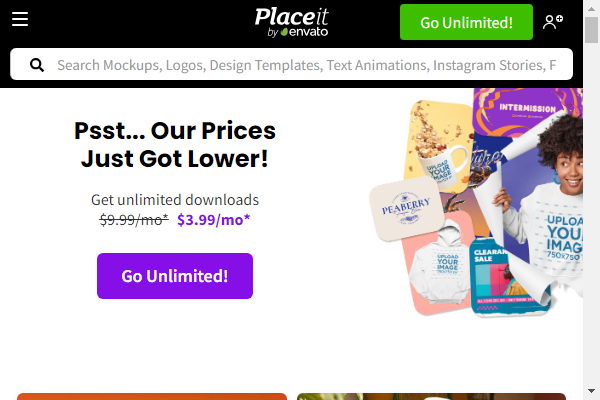 Placeit
by envato
Go Unlimited!
Search Mockups, Logos, Design Templates, Text Animations, Instagram Stories, F
Psst... Our Prices
Just Got Lower!
Get unlimited downloads
$9.99/mo* $3.99/mo*
Go Unlimited!
INTERMISSION
UPLOAD
YOUR
IMAGE
PEABERRY
UPLOAD
YOUR
IMAGE
CLEARAN
SALE
UPLOAD
YOUR
IMAGE
750x750